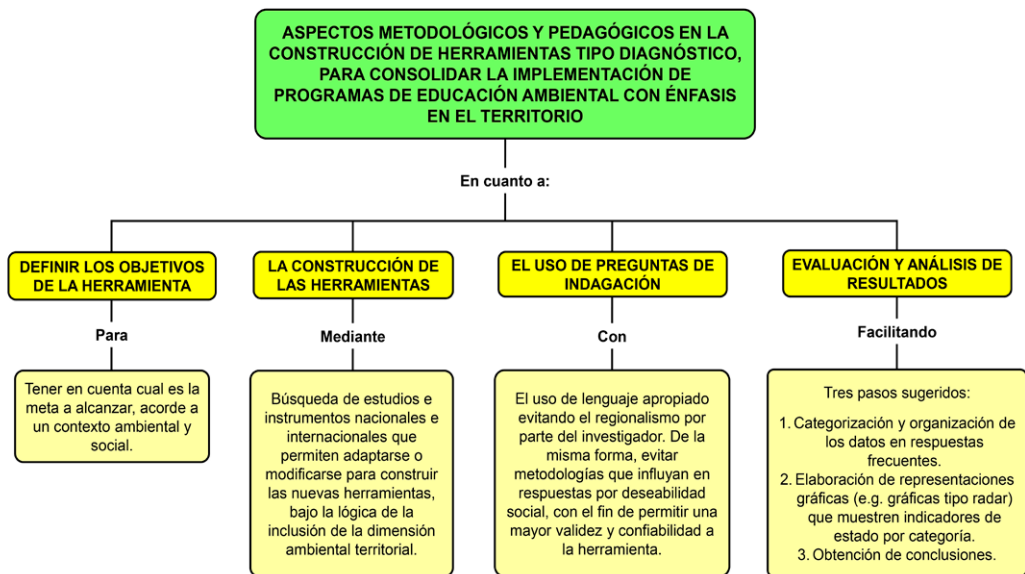 ASPECTOS METODOLÓGICOS Y PEDAGÓGICOS EN LA
CONSTRUCCIÓN DE HERRAMIENTAS TIPO DIAGNÓSTICO,
PARA CONSOLIDAR LA IMPLEMENTACIÓN DE
PROGRAMAS DE EDUCACIÓN AMBIENTAL CON ÉNFASIS
EN EL TERRITORIO
En cuanto a:
DEFINIR LOS OBJETIVOS
DE LA HERRAMIENTA
Para
Tener en cuenta cual es la
meta a alcanzar, acorde a
un contexto ambiental y
social.
LA CONSTRUCCIÓN DE
LAS HERRAMIENTAS
Mediante
Búsqueda de estudios e
instrumentos nacionales e
internacionales que
permiten adaptarse o
modificarse para construir
las nuevas herramientas,
bajo la lógica de la
inclusión de la dimensión
ambiental territorial.
EL USO DE PREGUNTAS DE
INDAGACIÓN
Con
El uso de lenguaje apropiado
evitando el regionalismo por
parte del investigador. De la
misma forma, evitar
metodologías que influyan en
respuestas por deseabilidad
social, con el fin de permitir una
mayor validez y confiabilidad a
la herramienta.
EVALUACIÓN Y ANÁLISIS DE
RESULTADOS
Facilitando
Tres pasos sugeridos:
1. Categorización y organización de
los datos en respuestas
frecuentes.
2. Elaboración de representaciones
gráficas (e.g. gráficas tipo radar)
que muestren indicadores de
estado por categoría.
3. Obtención de conclusiones.